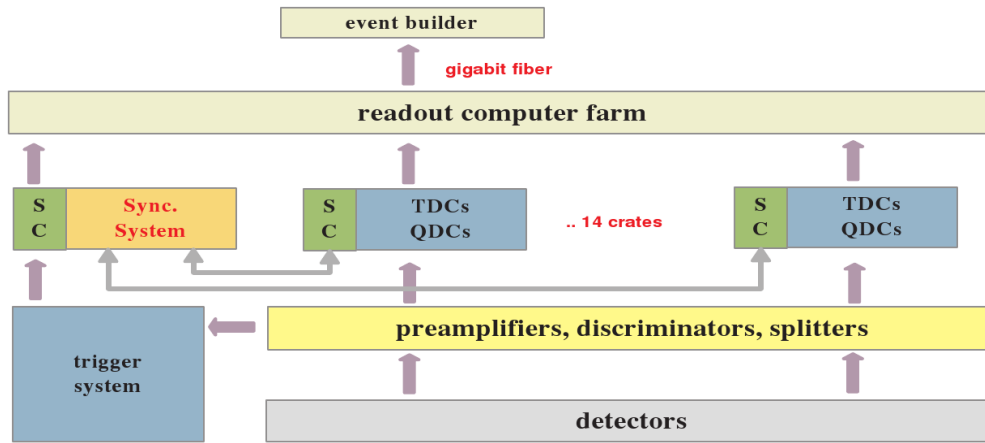 event builder
gigabit fiber
readout computer farm
S
C
Sync.
System
S
C
TDCs
QDCs
.. 14 crates
S
C
TDCs
QDCs
trigger
system
preamplifiers, discriminators, splitters
detectors